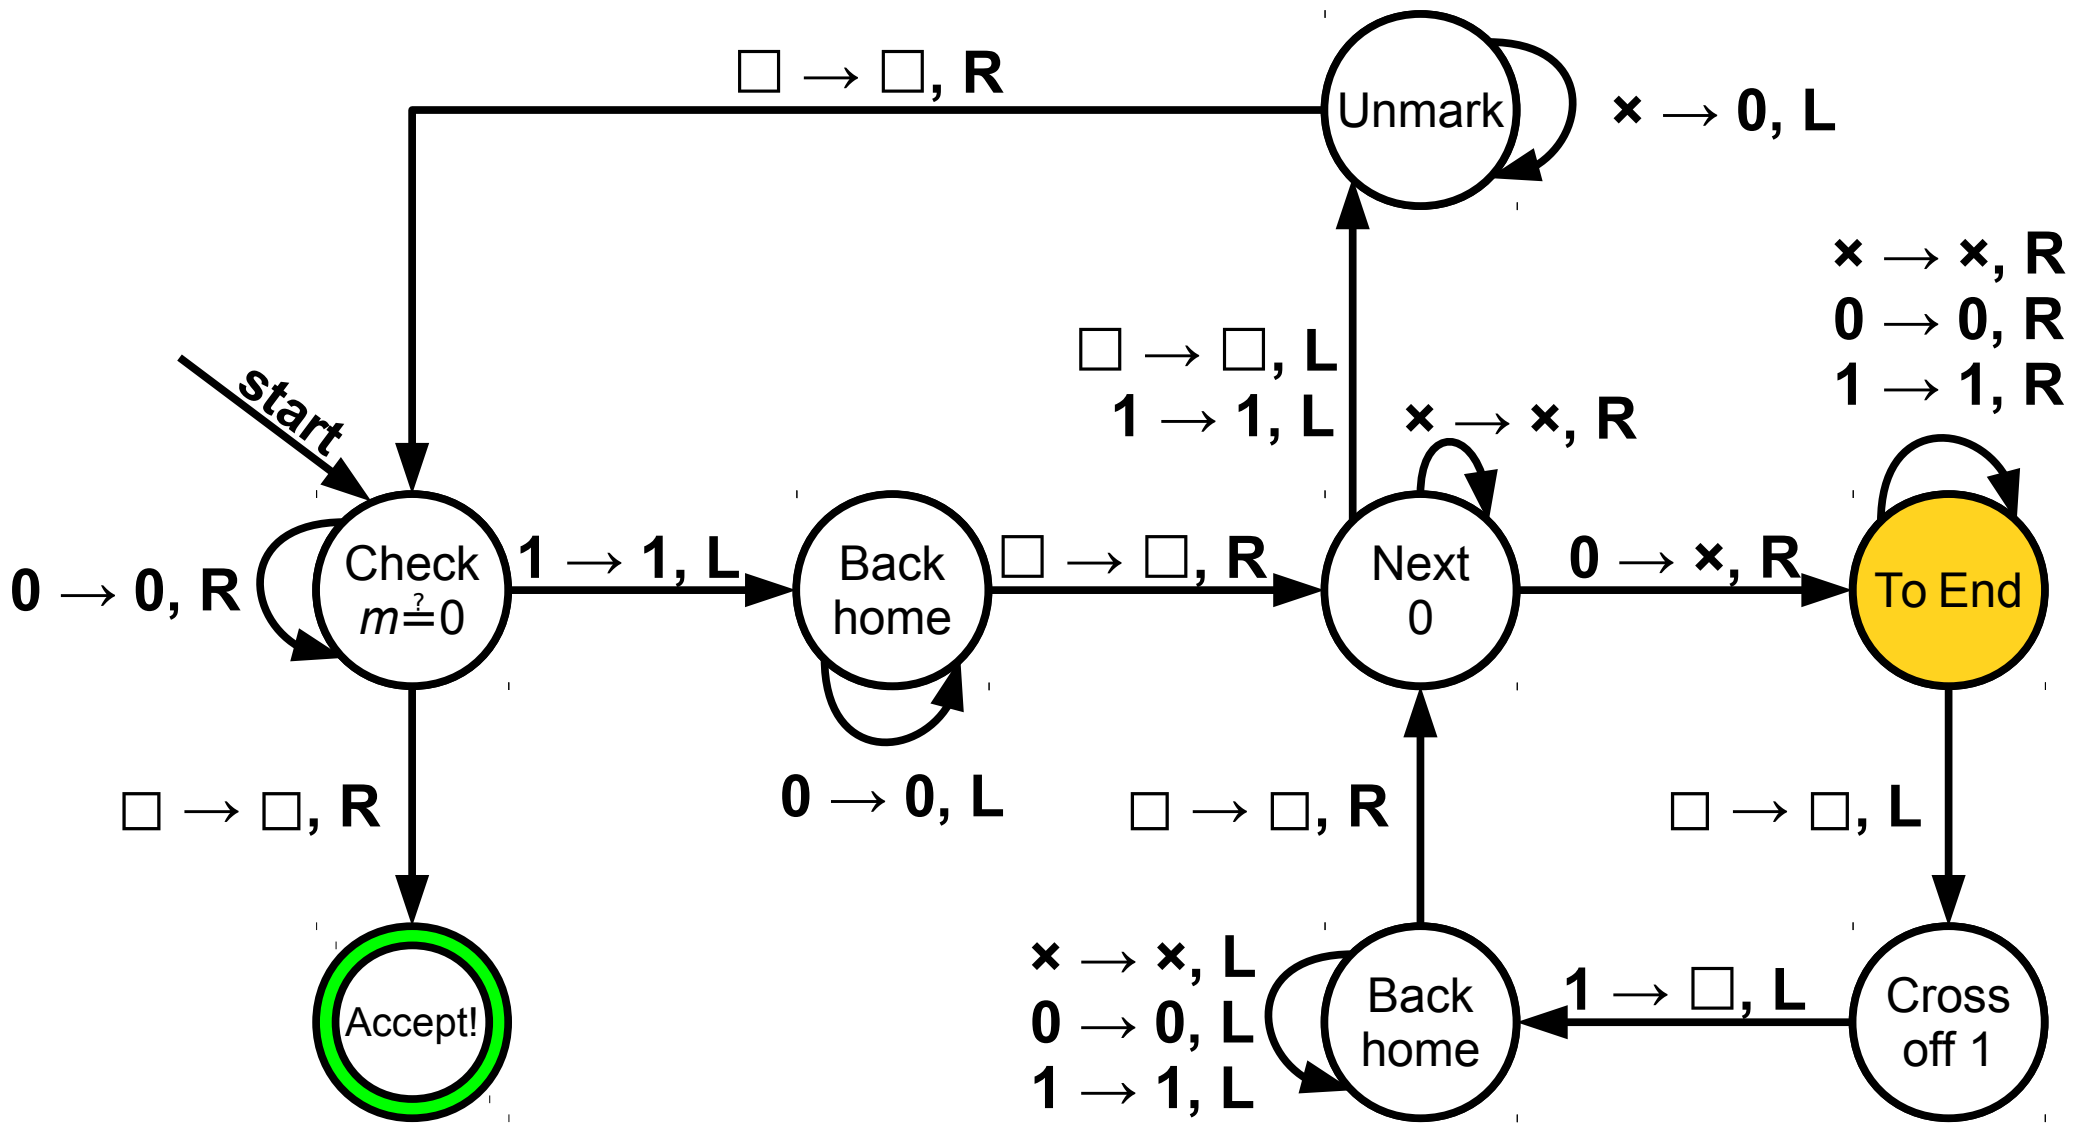 □ → □, R
Unmark
× → 0, L
× → ×, R
0 → 0, R
1 → 1, R
□ → □, L
1 → 1, L
× → ×, R
start
0 → 0, R
Check
m ≟ 0
1 → 1, L
Back
home
□ → □, R
Next
0
0 → ×, R
To End
0 → 0, L
□ → □, R
□ → □, R
□ → □, L
Accept!
× → ×, L
0 → 0, L
1 → 1, L
Back
home
1 → □, L
Cross
off 1